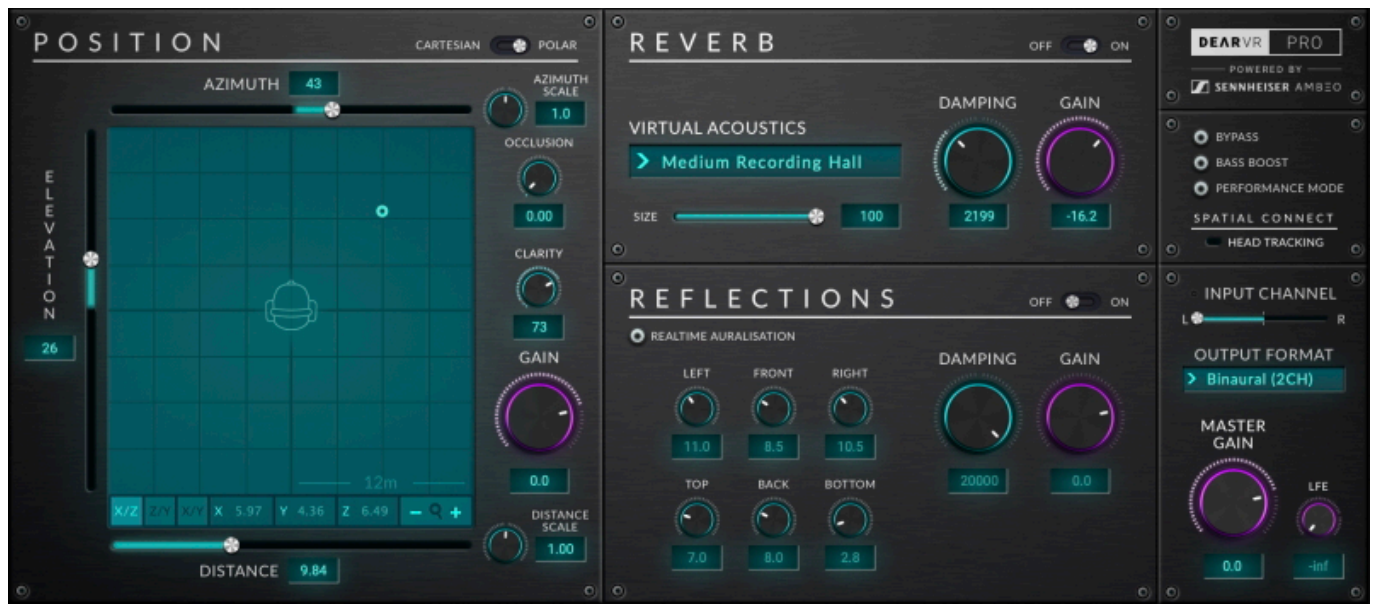 POSITION
CARTESIAN POLAR
AZIMUTH 43
AZIMUTH
SCALE
1.0
OCCLUSION
0.00
CLARITY
73
GAIN
0.0
ELEVATION
26
12m
X/Z Z/Y X/Y X 5.97 Y 4.36 Z 6.49 − +
DISTANCE
SCALE
1.00
DISTANCE 9.84
REVERB
OFF ON
VIRTUAL ACOUSTICS
Medium Recording Hall
SIZE 100
DAMPING GAIN
2199 -16.2
REFLECTIONS
OFF ON
REALTIME AURALISATION
LEFT FRONT RIGHT
11.0 8.5 10.5
TOP BACK BOTTOM
7.0 8.0 2.8
DAMPING GAIN
20000 0.0
DEARVR PRO
POWERED BY
SENNHEISER AMBEO
BYPASS
BASS BOOST
PERFORMANCE MODE
SPATIAL CONNECT
HEAD TRACKING
INPUT CHANNEL
L R
OUTPUT FORMAT
Binaural (2CH)
MASTER
GAIN
0.0
LFE
-inf